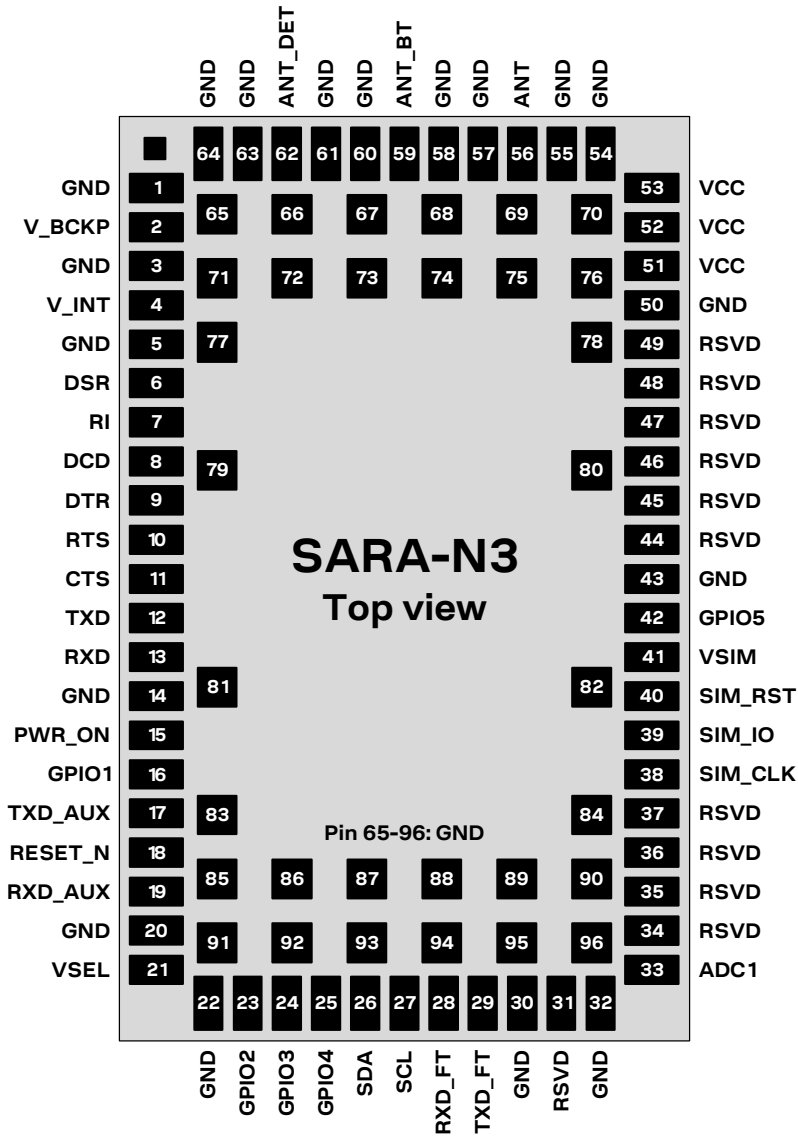 GND
GND
ANT_DET
GND
GND
ANT_BT
GND
GND
ANT
GND
GND
64 63 62 61 60 59 58 57 56 55 54
GND 1 53 VCC
65 66 67 68 69 70
V_BCKP 2 52 VCC
GND 3 51 VCC
71 72 73 74 75 76
V_INT 4 50 GND
GND 5 77 78 49 RSVD
DSR 6 48 RSVD
RI 7 47 RSVD
DCD 8 79 80 46 RSVD
DTR 9 45 RSVD
RTS 10 44 RSVD
SARA-N3
CTS 11 43 GND
Top view
TXD 12 42 GPIO5
RXD 13 41 VSIM
81 82
GND 14 40 SIM_RST
PWR_ON 15 39 SIM_IO
GPIO1 16 38 SIM_CLK
TXD_AUX 17 83 84 37 RSVD
Pin 65-96: GND
RESET_N 18 36 RSVD
85 86 87 88 89 90
RXD_AUX 19 35 RSVD
GND 20 34 RSVD
91 92 93 94 95 96
VSEL 21 33 ADC1
22 23 24 25 26 27 28 29 30 31 32
GND
GPIO2
GPIO3
GPIO4
SDA
SCL
RXD_FT
TXD_FT
GND
RSVD
GND